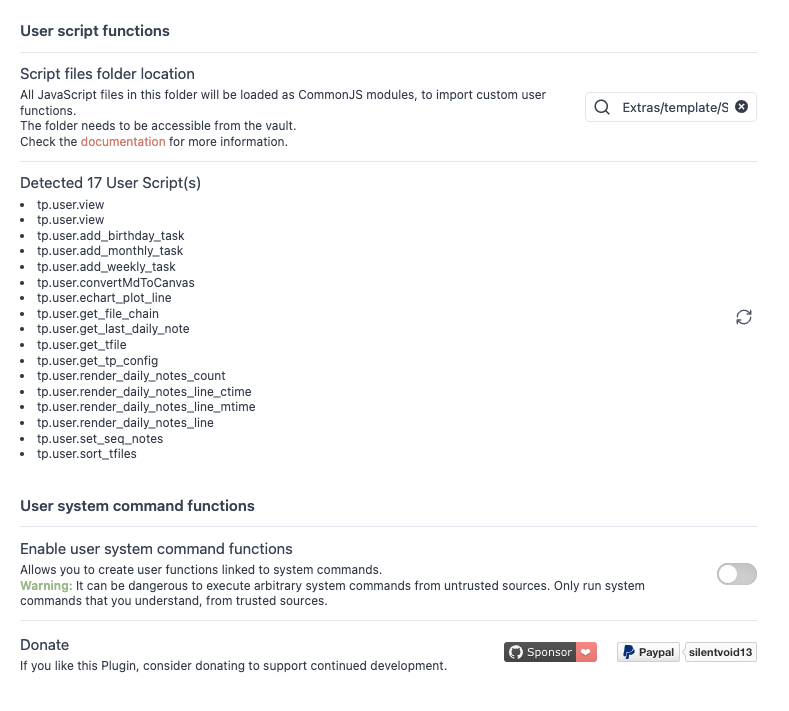 User script functions
Script files folder location
All JavaScript files in this folder will be loaded as CommonJS modules, to import custom user
functions.
The folder needs to be accessible from the vault.
Check the documentation for more information.
Extras/template/S
Detected 17 User Script(s)
• tp.user.view
• tp.user.view
• tp.user.add_birthday_task
• tp.user.add_monthly_task
• tp.user.add_weekly_task
• tp.user.convertMdToCanvas
• tp.user.echart_plot_line
• tp.user.get_file_chain
• tp.user.get_last_daily_note
• tp.user.get_tfile
• tp.user.get_tp_config
• tp.user.render_daily_notes_count
• tp.user.render_daily_notes_line_ctime
• tp.user.render_daily_notes_line_mtime
• tp.user.render_daily_notes_line
• tp.user.set_seq_notes
• tp.user.sort_tfiles
User system command functions
Enable user system command functions
Allows you to create user functions linked to system commands.
Warning: It can be dangerous to execute arbitrary system commands from untrusted sources. Only run system
commands that you understand, from trusted sources.
Donate
If you like this Plugin, consider donating to support continued development.
Sponsor
Paypal silentvoid13